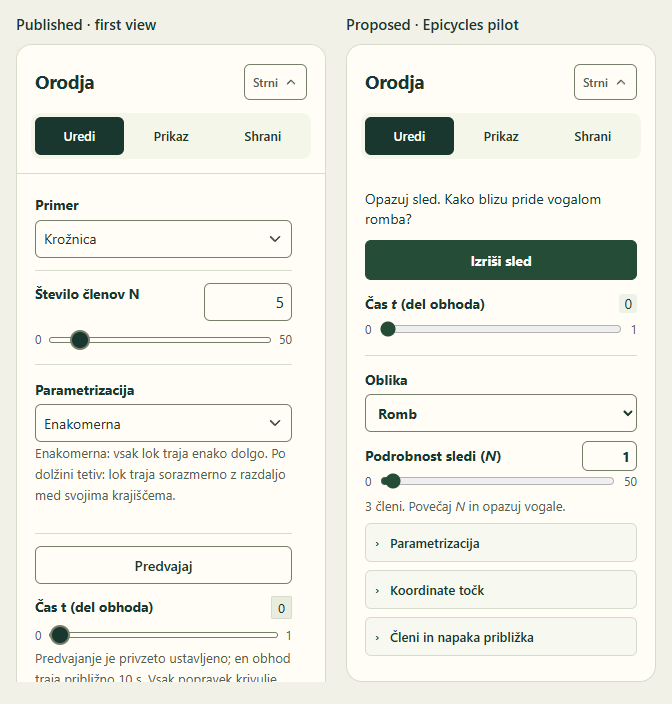 Published · first view
Orodja
Strni
Uredi
Prikaz
Shrani
Primer
Krožnica
Število členov N
5
0
50
Parametrizacija
Enakomerna
Enakomerna: vsak lok traja enako dolgo. Po
dolžini tetiv: lok traja sorazmerno z razdaljo
med svojima krajiščema.
Predvajaj
Čas t (del obhoda)
0
0
1
Predvajanje je privzeto ustavljeno; en obhod
traja približno 10 s. Vsak popravek krivulje
Proposed · Epicycles pilot
Orodja
Strni
Uredi
Prikaz
Shrani
Opazuj sled. Kako blizu pride vogalom
romba?
Izriši sled
Čas t (del obhoda)
0
0
1
Oblika
Romb
Podrobnost sledi (N)
1
0
50
3 členi. Povečaj N in opazuj vogale.
› Parametrizacija
› Koordinate točk
› Členi in napaka približka